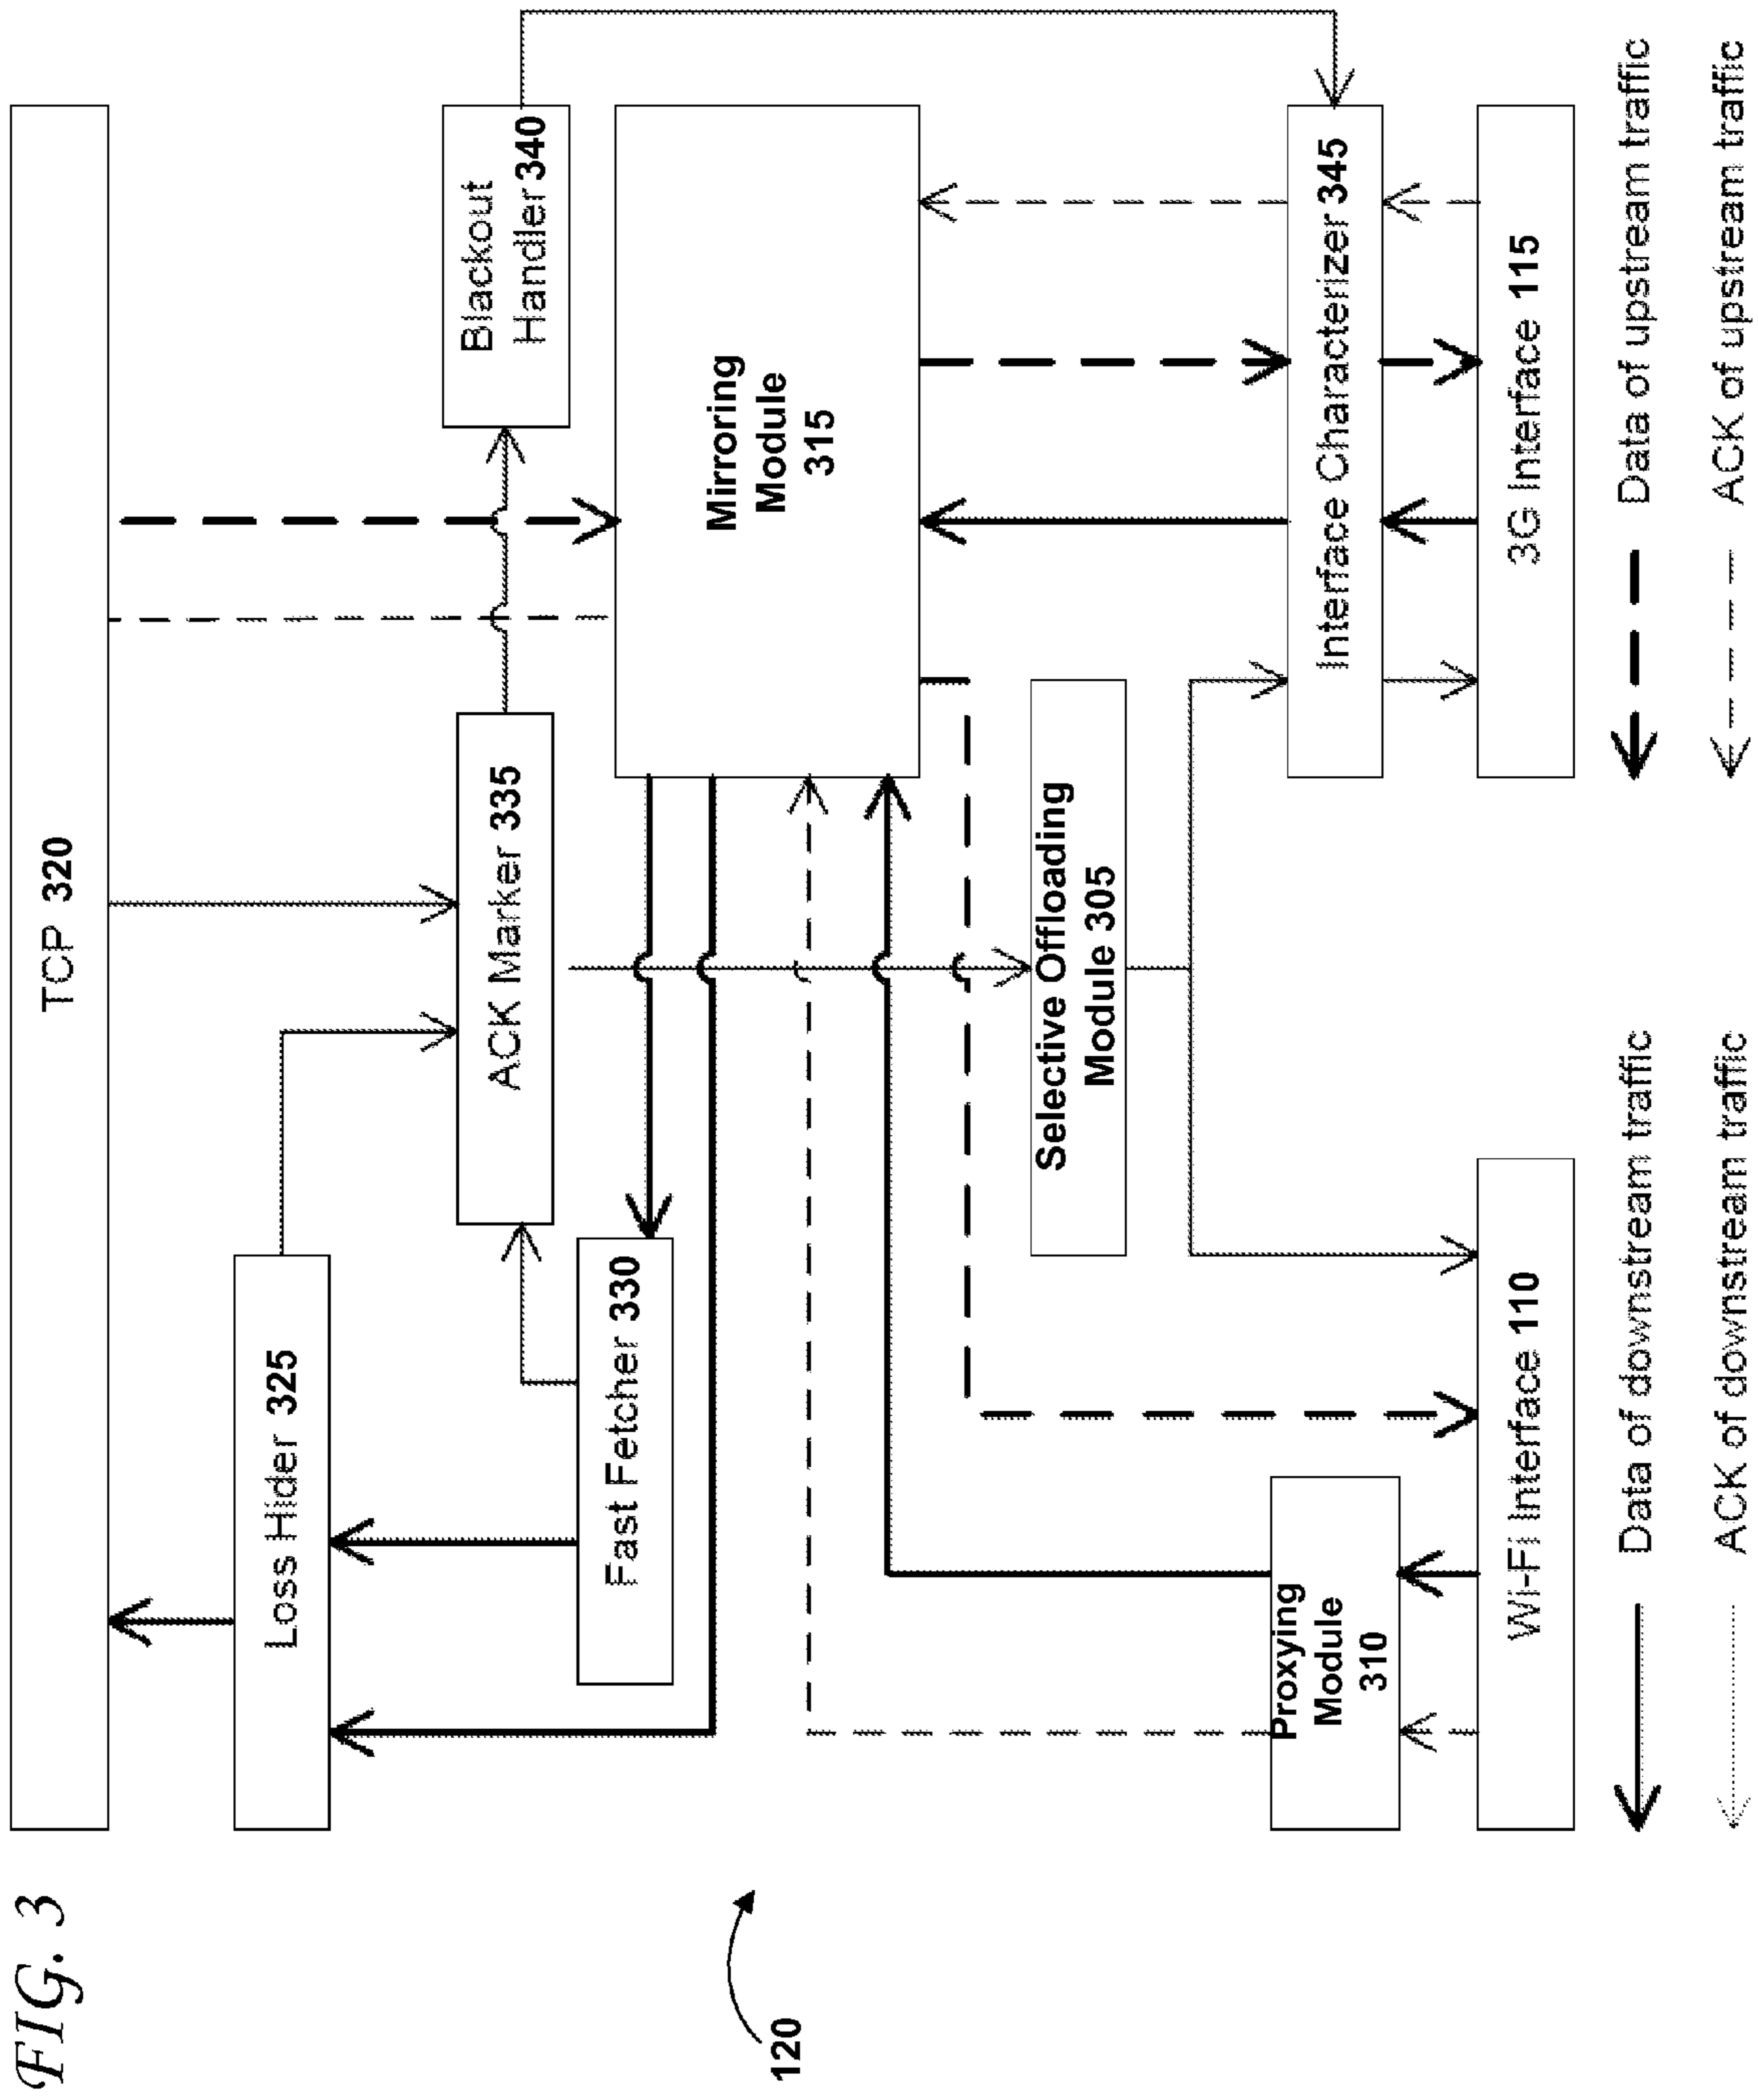 FIG. 3
120
TCP 320
Loss Hider 325
ACK Marker 335
Blackout
Handler 340
Fast Fetcher 330
Mirroring
Module
315
Selective Offloading
Module 305
Proxying
Module
310
Interface Characterizer 345
Wi-Fi Interface 110
3G Interface 115
Data of downstream traffic
Data of upstream traffic
ACK of downstream traffic
ACK of upstream traffic